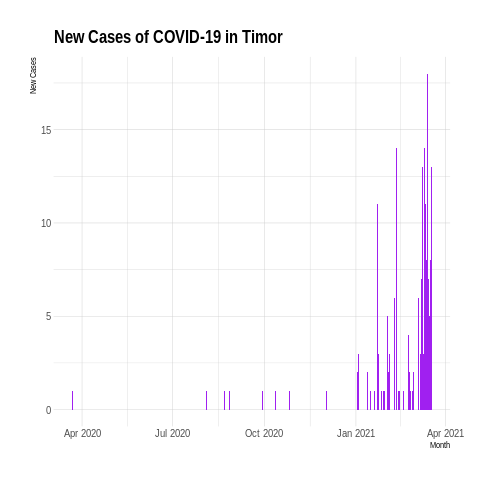 New Cases of COVID-19 in Timor
New Cases
15
10
5
0
Apr 2020 Jul 2020 Oct 2020 Jan 2021 Apr 2021
Month